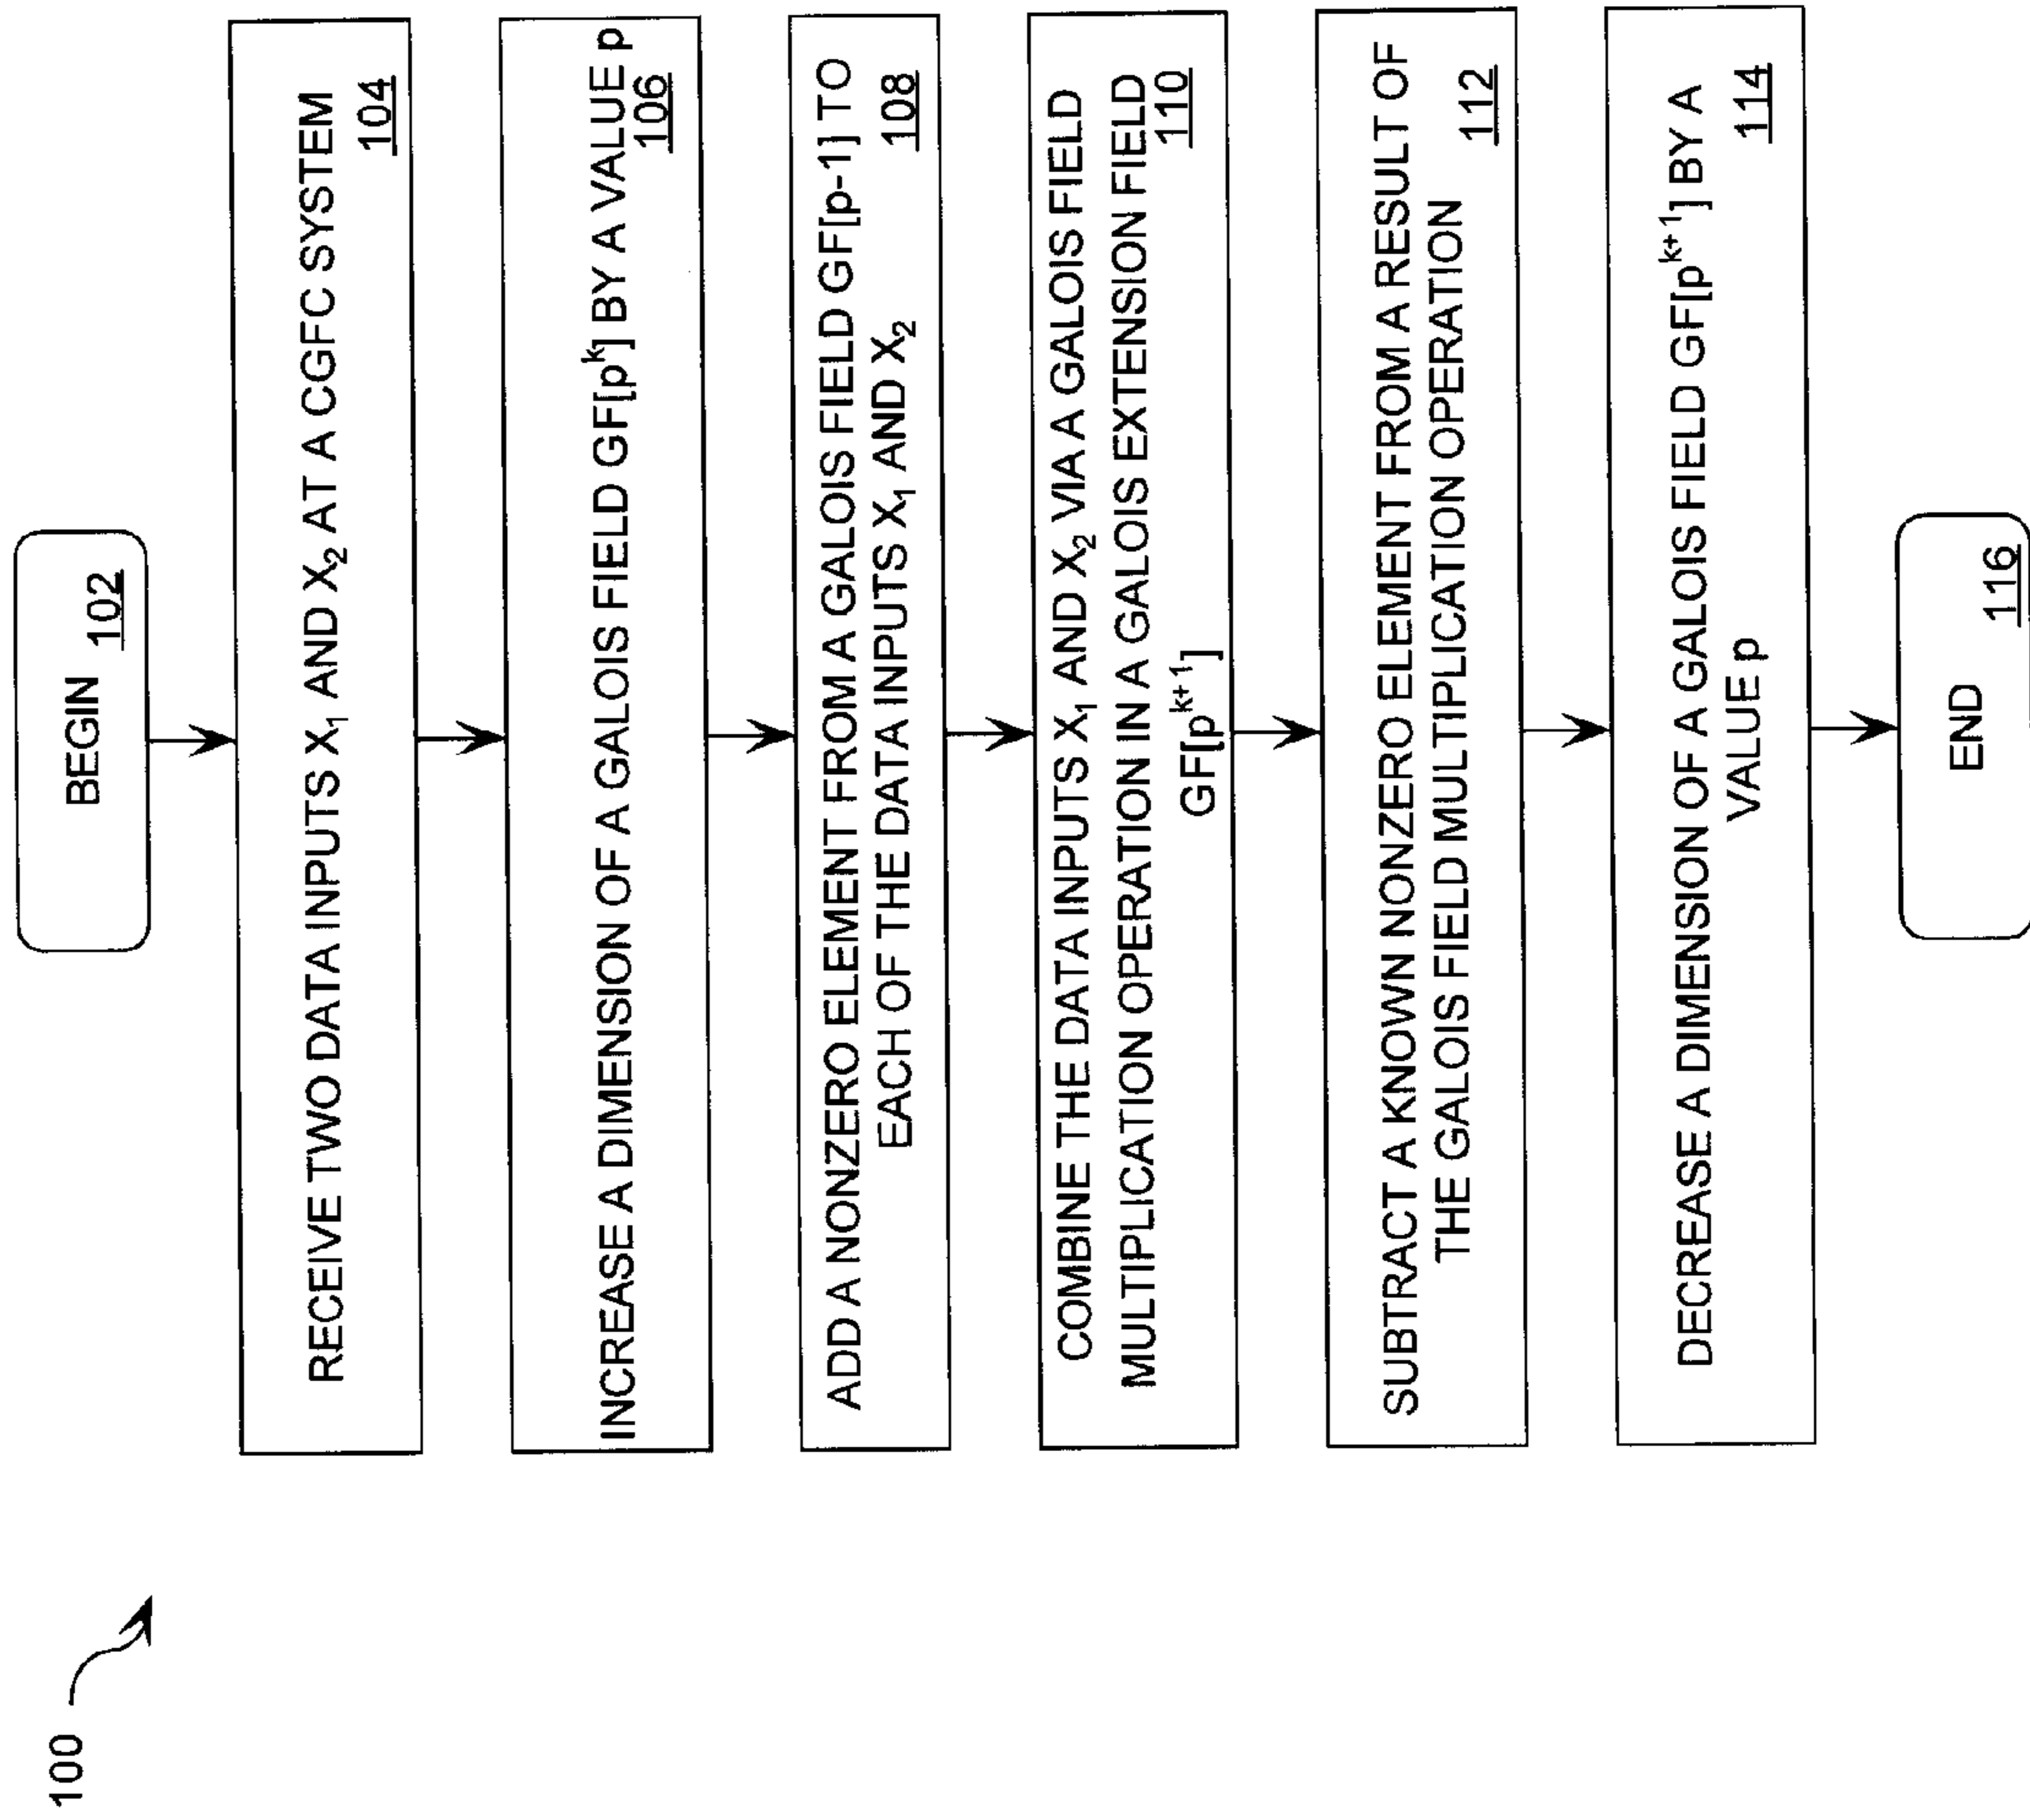 100
BEGIN
102
RECEIVE TWO DATA INPUTS X₁ AND X₂ AT A CGFC SYSTEM
104
INCREASE A DIMENSION OF A GALOIS FIELD GF[pᵏ] BY A VALUE p
106
ADD A NONZERO ELEMENT FROM A GALOIS FIELD GF[p-1] TO
EACH OF THE DATA INPUTS X₁ AND X₂
108
COMBINE THE DATA INPUTS X₁ AND X₂ VIA A GALOIS FIELD
MULTIPLICATION OPERATION IN A GALOIS EXTENSION FIELD
GF[pᵏ⁺¹]
110
SUBTRACT A KNOWN NONZERO ELEMENT FROM A RESULT OF
THE GALOIS FIELD MULTIPLICATION OPERATION
112
DECREASE A DIMENSION OF A GALOIS FIELD GF[pᵏ⁺¹] BY A
VALUE p
114
END
116